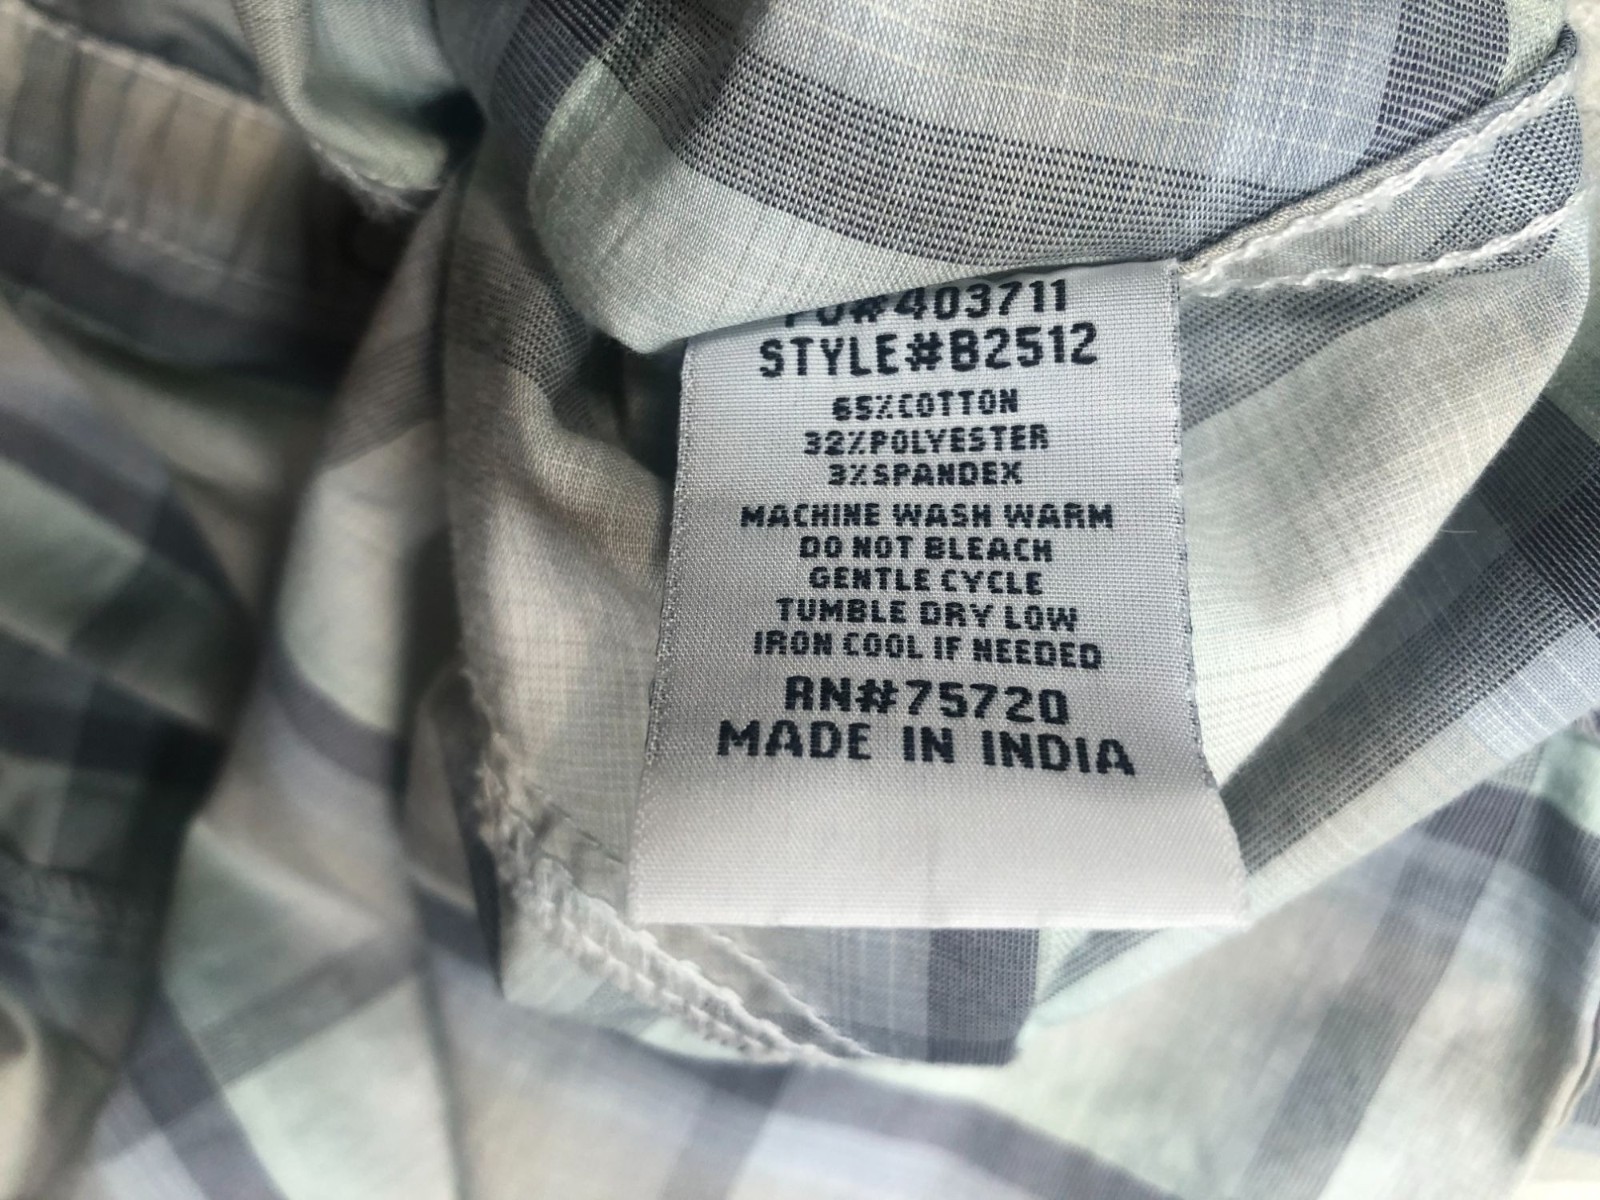 PO#403711
STYLE#B2512
65%COTTON
32%POLYESTER
3%SPANDEX
MACHINE WASH WARM
DO NOT BLEACH
GENTLE CYCLE
TUMBLE DRY LOW
IRON COOL IF NEEDED
RN#75720
MADE IN INDIA